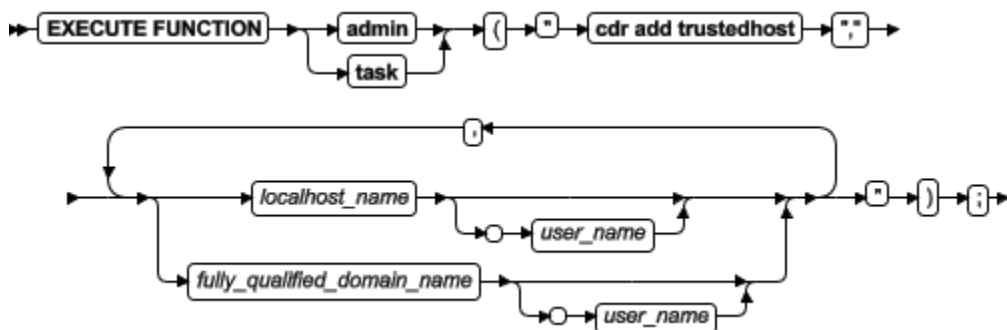 EXECUTE FUNCTION admin ( " cdr add trustedhost ","
task
,
localhost_name " ) ;
user_name
fully_qualified_domain_name
user_name